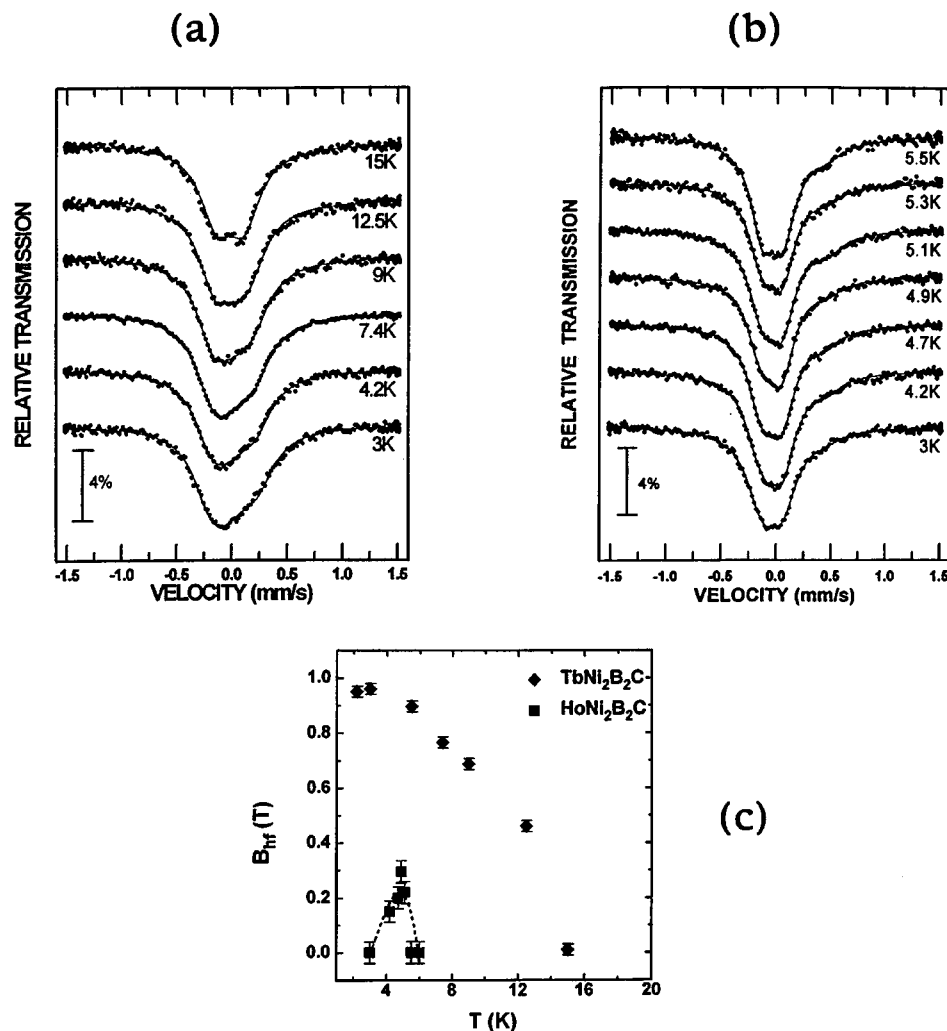 (a)
(b)
RELATIVE TRANSMISSION
15K
12.5K
9K
7.4K
4.2K
3K
4%
-1.5 -1.0 -0.5 0.0 0.5 1.0 1.5
VELOCITY (mm/s)
RELATIVE TRANSMISSION
5.5K
5.3K
5.1K
4.9K
4.7K
4.2K
3K
4%
-1.5 -1.0 -0.5 0.0 0.5 1.0 1.5
VELOCITY (mm/s)
1.0
0.8
0.6
0.4
0.2
0.0
B_hf (T)
TbNi₂B₂C
HoNi₂B₂C
4 8 12 16 20
T (K)
(c)